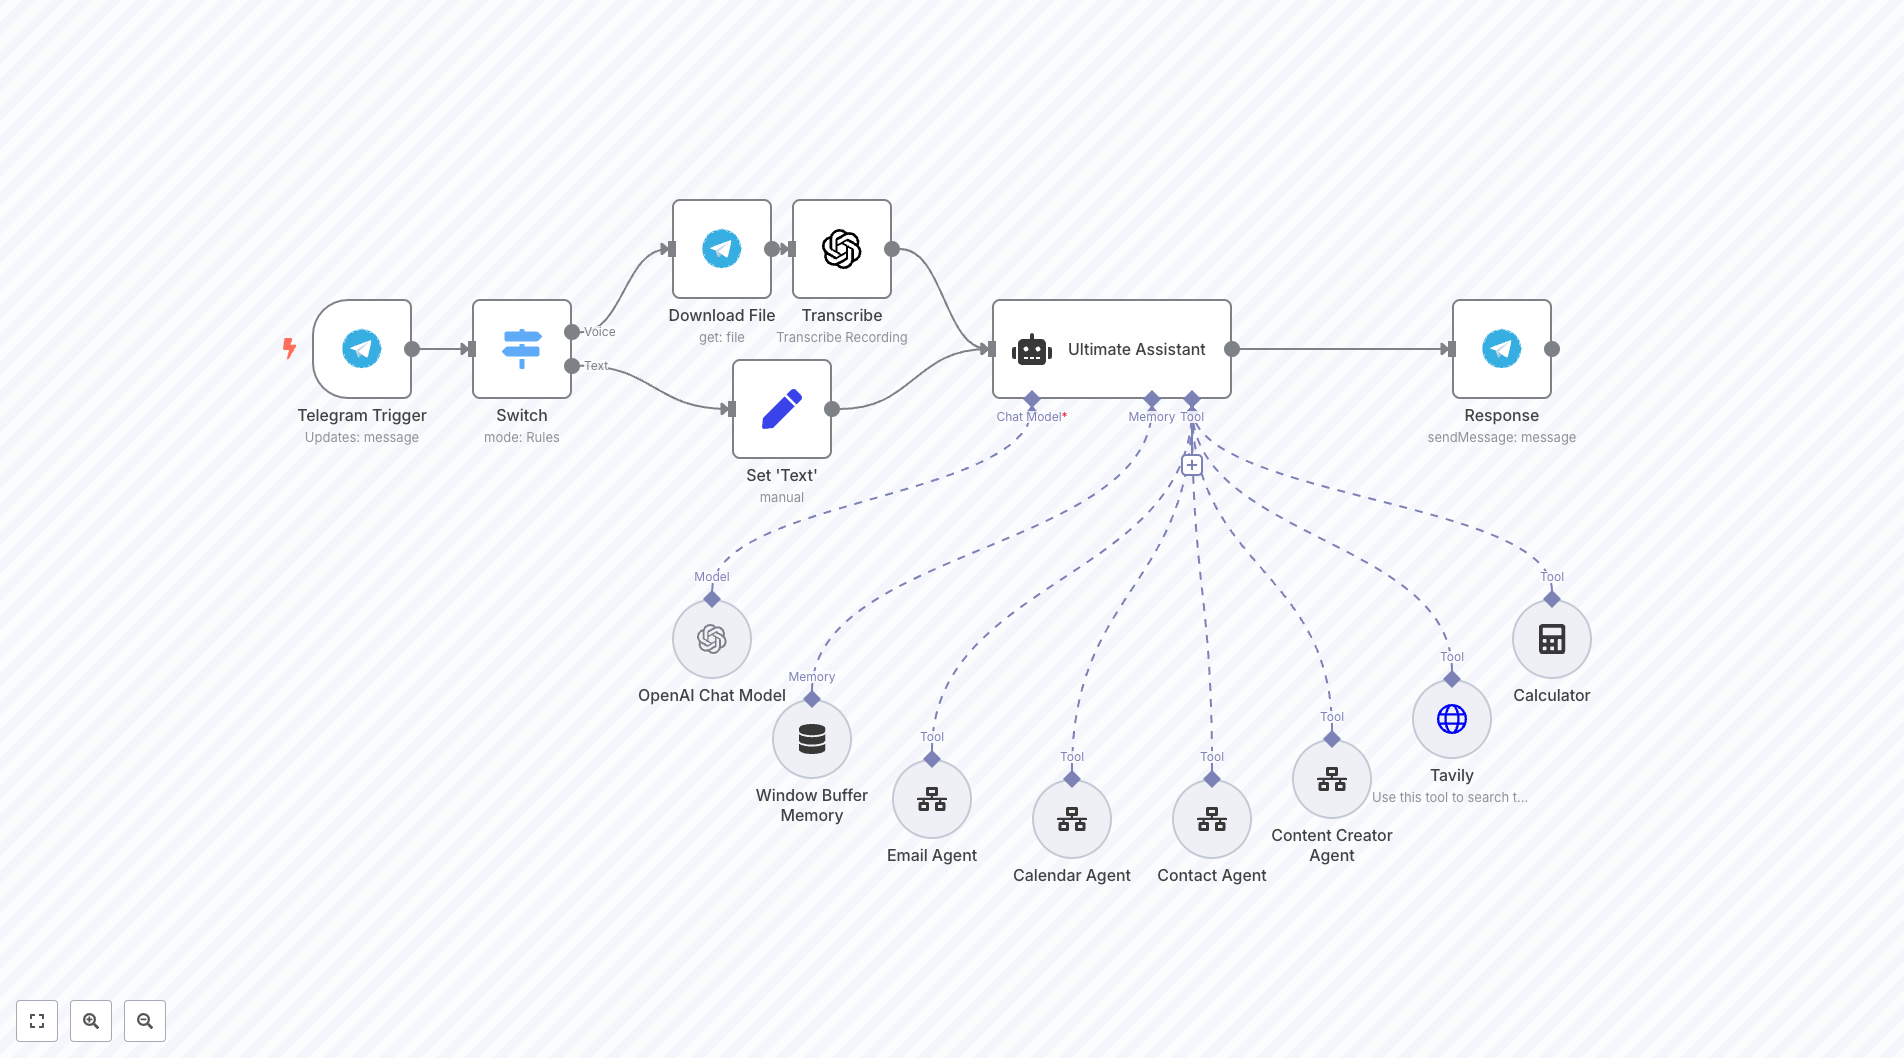 Voice
Text
Telegram Trigger
Updates: message
Switch
mode: Rules
Download File
get: file
Transcribe
Transcribe Recording
Set 'Text'
manual
Ultimate Assistant
Chat Model*
Memory
Tool
Response
sendMessage: message
Model
OpenAI Chat Model
Memory
Window Buffer
Memory
Tool
Email Agent
Tool
Calendar Agent
Tool
Contact Agent
Tool
Content Creator
Agent
Tool
Tavily
Use this tool to search t...
Tool
Calculator